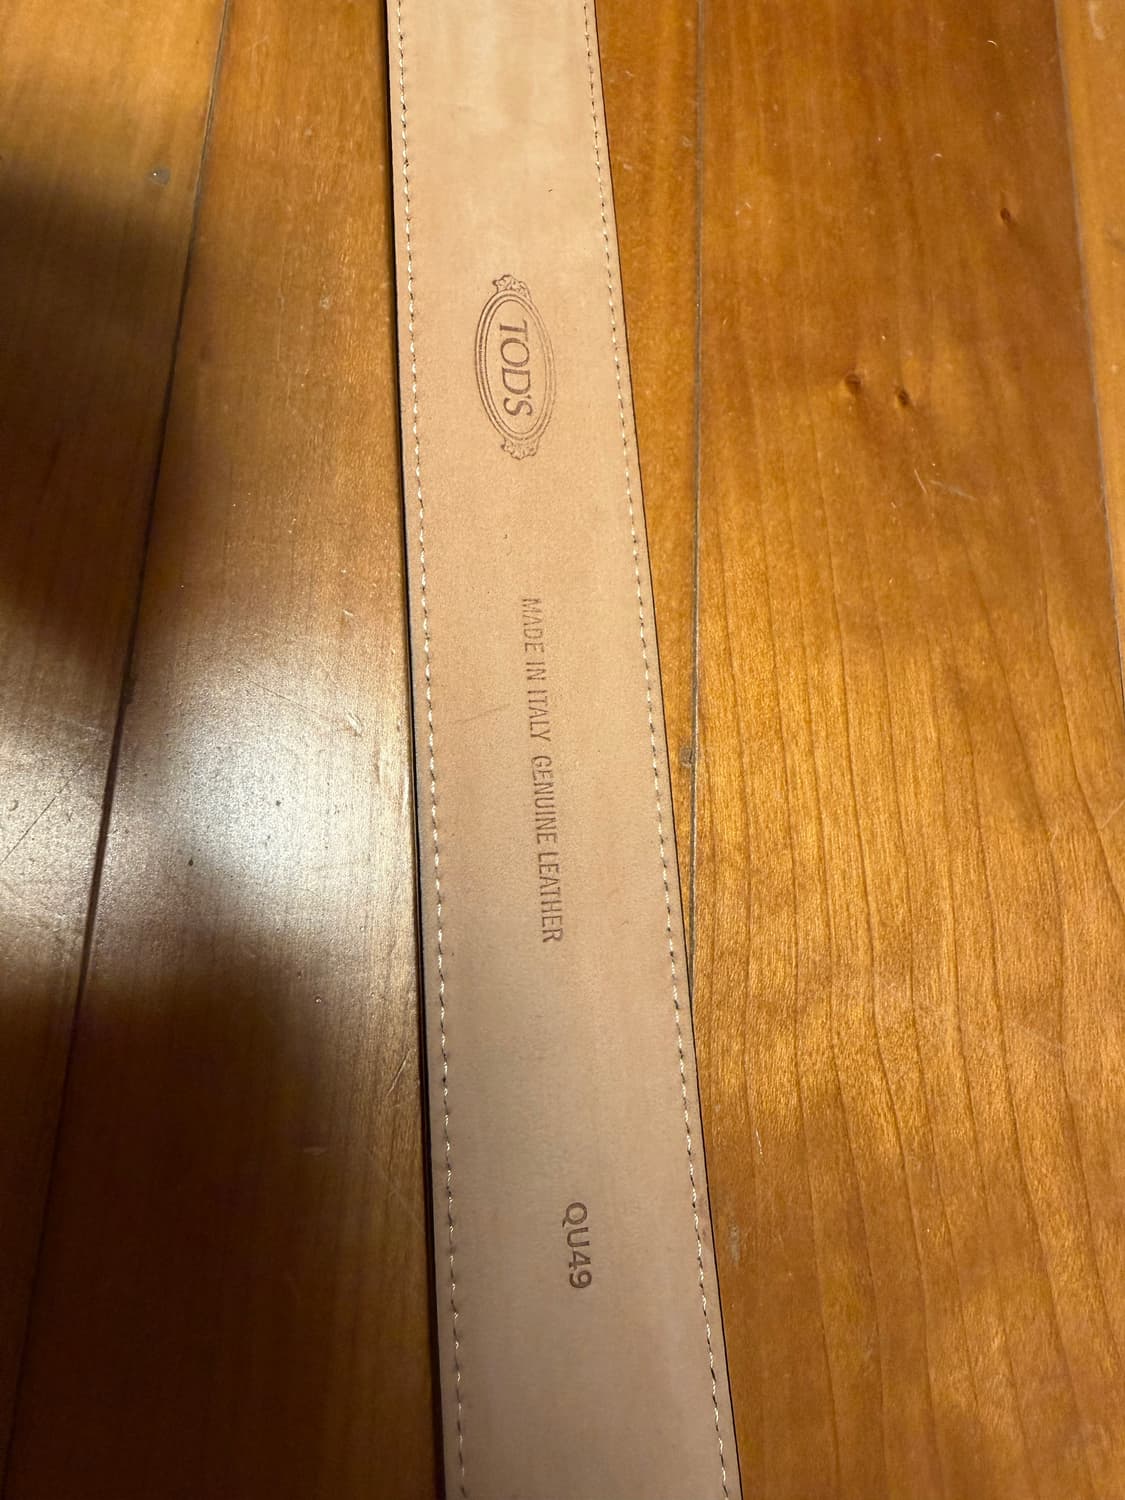 TOD'S
MADE IN ITALY GENUINE LEATHER
QU49